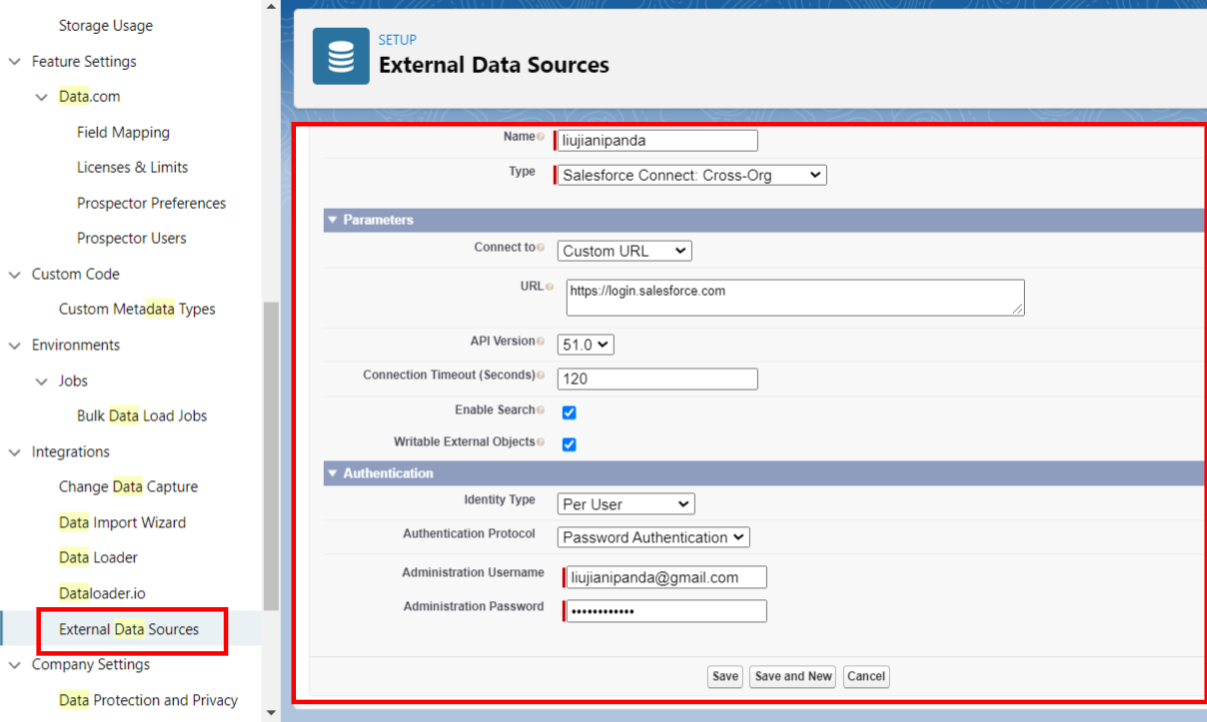 Storage Usage
Feature Settings
Data.com
Field Mapping
Licenses & Limits
Prospector Preferences
Prospector Users
Custom Code
Custom Metadata Types
Environments
Jobs
Bulk Data Load Jobs
Integrations
Change Data Capture
Data Import Wizard
Data Loader
Dataloader.io
External Data Sources
Company Settings
Data Protection and Privacy
SETUP
External Data Sources
Name liujianipanda
Type Salesforce Connect: Cross-Org
Parameters
Connect to Custom URL
URL https://login.salesforce.com
API Version 51.0
Connection Timeout (Seconds) 120
Enable Search
Writable External Objects
Authentication
Identity Type Per User
Authentication Protocol Password Authentication
Administration Username liujianipanda@gmail.com
Administration Password ••••••••••••
Save Save and New Cancel